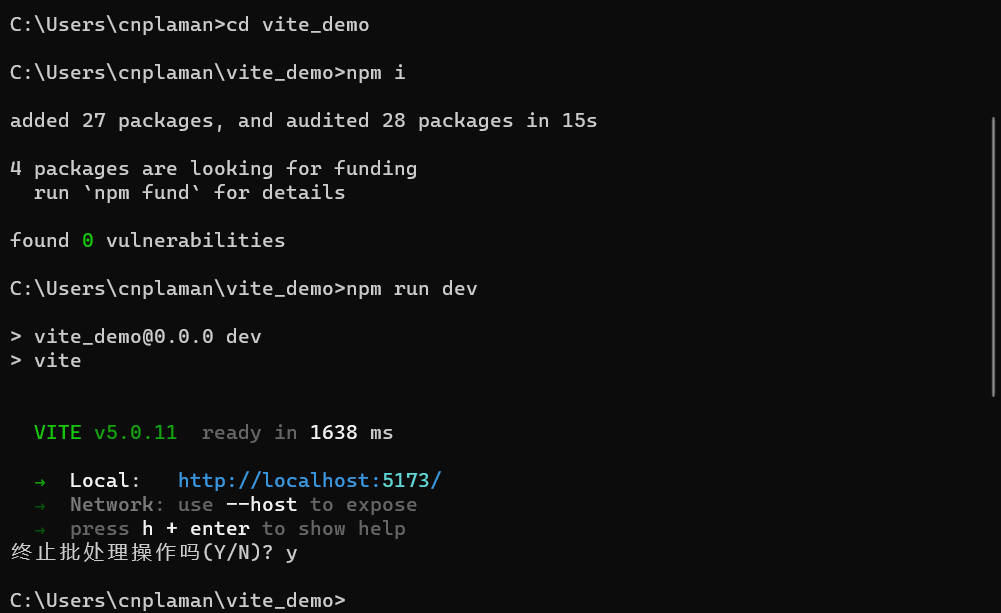 C:\Users\cnplaman>cd vite_demo
C:\Users\cnplaman\vite_demo>npm i
added 27 packages, and audited 28 packages in 15s
4 packages are looking for funding
  run `npm fund` for details
found 0 vulnerabilities
C:\Users\cnplaman\vite_demo>npm run dev
> vite_demo@0.0.0 dev
> vite
  VITE v5.0.11  ready in 1638 ms
  →  Local:   http://localhost:5173/
  →  Network: use --host to expose
  →  press h + enter to show help
终止批处理操作吗(Y/N)? y
C:\Users\cnplaman\vite_demo>